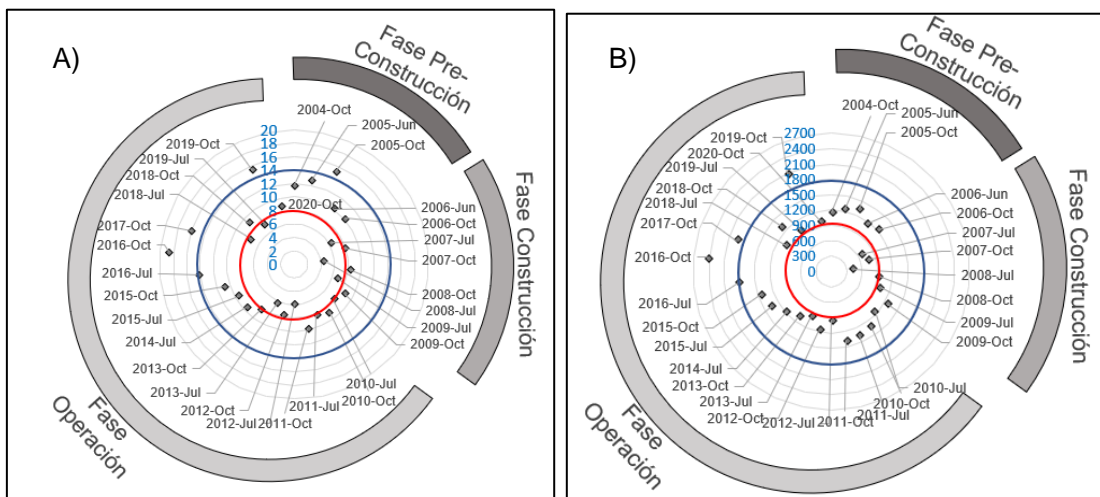 A)
Fase Pre-
Construcción
Fase Construcción
Fase
Operación
20
18
16
14
12
10
8
6
4
2
0
2004-Oct
2005-Jun
2005-Oct
2006-Jun
2006-Oct
2007-Jul
2007-Oct
2008-Oct
2008-Jul
2009-Jul
2009-Oct
2010-Jul
2010-Oct
2011-Jul
2011-Oct
2012-Jul
2012-Oct
2013-Jul
2013-Oct
2014-Jul
2015-Jul
2015-Oct
2016-Jul
2016-Oct
2017-Oct
2018-Jul
2018-Oct
2019-Jul
2019-Oct
2020-Oct
B)
Fase Pre-
Construcción
Fase Construcción
Fase
Operación
2700
2400
2100
1800
1500
1200
900
600
300
0
2004-Oct
2005-Jun
2005-Oct
2006-Jun
2006-Oct
2007-Jul
2007-Oct
2008-Jul
2008-Oct
2009-Jul
2009-Oct
2010-Jul
2010-Oct
2011-Jul
2011-Oct
2012-Jul
2012-Oct
2013-Jul
2013-Oct
2014-Jul
2015-Jul
2015-Oct
2016-Jul
2016-Oct
2017-Oct
2018-Jul
2018-Oct
2019-Jul
2020-Oct
2019-Oct